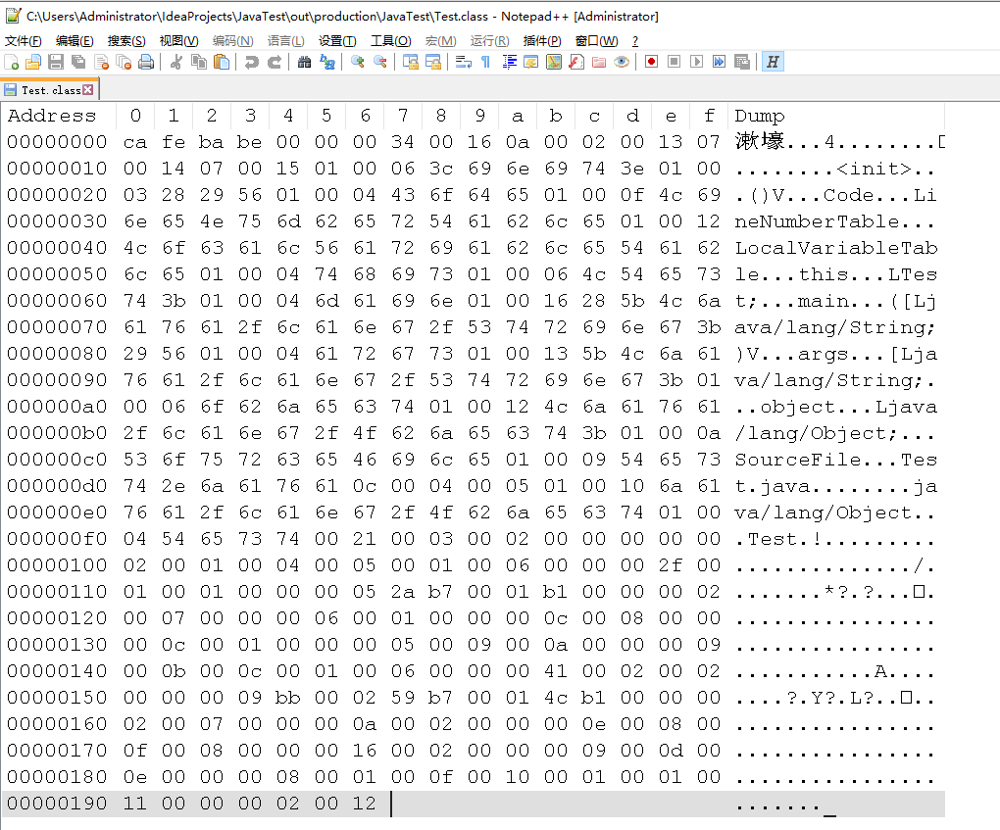 C:\Users\Administrator\IdeaProjects\JavaTest\out\production\JavaTest\Test.class - Notepad++ [Administrator]
文件(F) 编辑(E) 搜索(S) 视图(V) 编码(N) 语言(L) 设置(T) 工具(O) 宏(M) 运行(R) 插件(P) 窗口(W) ?
H
Test.class
Address 0 1 2 3 4 5 6 7 8 9 a b c d e f Dump
00000000 ca fe ba be 00 00 00 34 00 16 0a 00 02 00 13 07 漱壕...4........□
00000010 00 14 07 00 15 01 00 06 3c 69 6e 69 74 3e 01 00 ........<init>..
00000020 03 28 29 56 01 00 04 43 6f 64 65 01 00 0f 4c 69 .()V...Code...Li
00000030 6e 65 4e 75 6d 62 65 72 54 61 62 6c 65 01 00 12 neNumberTable...
00000040 4c 6f 63 61 6c 56 61 72 69 61 62 6c 65 54 61 62 LocalVariableTab
00000050 6c 65 01 00 04 74 68 69 73 01 00 06 4c 54 65 73 le...this...LTes
00000060 74 3b 01 00 04 6d 61 69 6e 01 00 16 28 5b 4c 6a t;...main...([Lj
00000070 61 76 61 2f 6c 61 6e 67 2f 53 74 72 69 6e 67 3b ava/lang/String;
00000080 29 56 01 00 04 61 72 67 73 01 00 13 5b 4c 6a 61 )V...args...[Lja
00000090 76 61 2f 6c 61 6e 67 2f 53 74 72 69 6e 67 3b 01 va/lang/String;.
000000a0 00 06 6f 62 6a 65 63 74 01 00 12 4c 6a 61 76 61 ..object...Ljava
000000b0 2f 6c 61 6e 67 2f 4f 62 6a 65 63 74 3b 01 00 0a /lang/Object;...
000000c0 53 6f 75 72 63 65 46 69 6c 65 01 00 09 54 65 73 SourceFile...Tes
000000d0 74 2e 6a 61 76 61 0c 00 04 00 05 01 00 10 6a 61 t.java........ja
000000e0 76 61 2f 6c 61 6e 67 2f 4f 62 6a 65 63 74 01 00 va/lang/Object..
000000f0 04 54 65 73 74 00 21 00 03 00 02 00 00 00 00 00 .Test.!.........
00000100 02 00 01 00 04 00 05 00 01 00 06 00 00 00 2f 00 ............../.
00000110 01 00 01 00 00 00 05 2a b7 00 01 b1 00 00 00 02 .......*?.?...□.
00000120 00 07 00 00 00 06 00 01 00 00 00 0c 00 08 00 00 ................
00000130 00 0c 00 01 00 00 00 05 00 09 00 0a 00 00 00 09 ................
00000140 00 0b 00 0c 00 01 00 06 00 00 00 41 00 02 00 02 ...........A....
00000150 00 00 00 09 bb 00 02 59 b7 00 01 4c b1 00 00 00 ....?.Y?.L?..□..
00000160 02 00 07 00 00 00 0a 00 02 00 00 00 0e 00 08 00 ................
00000170 0f 00 08 00 00 00 16 00 02 00 00 00 09 00 0d 00 ................
00000180 0e 00 00 00 08 00 01 00 0f 00 10 00 01 00 01 00 ................
00000190 11 00 00 00 02 00 12 .......